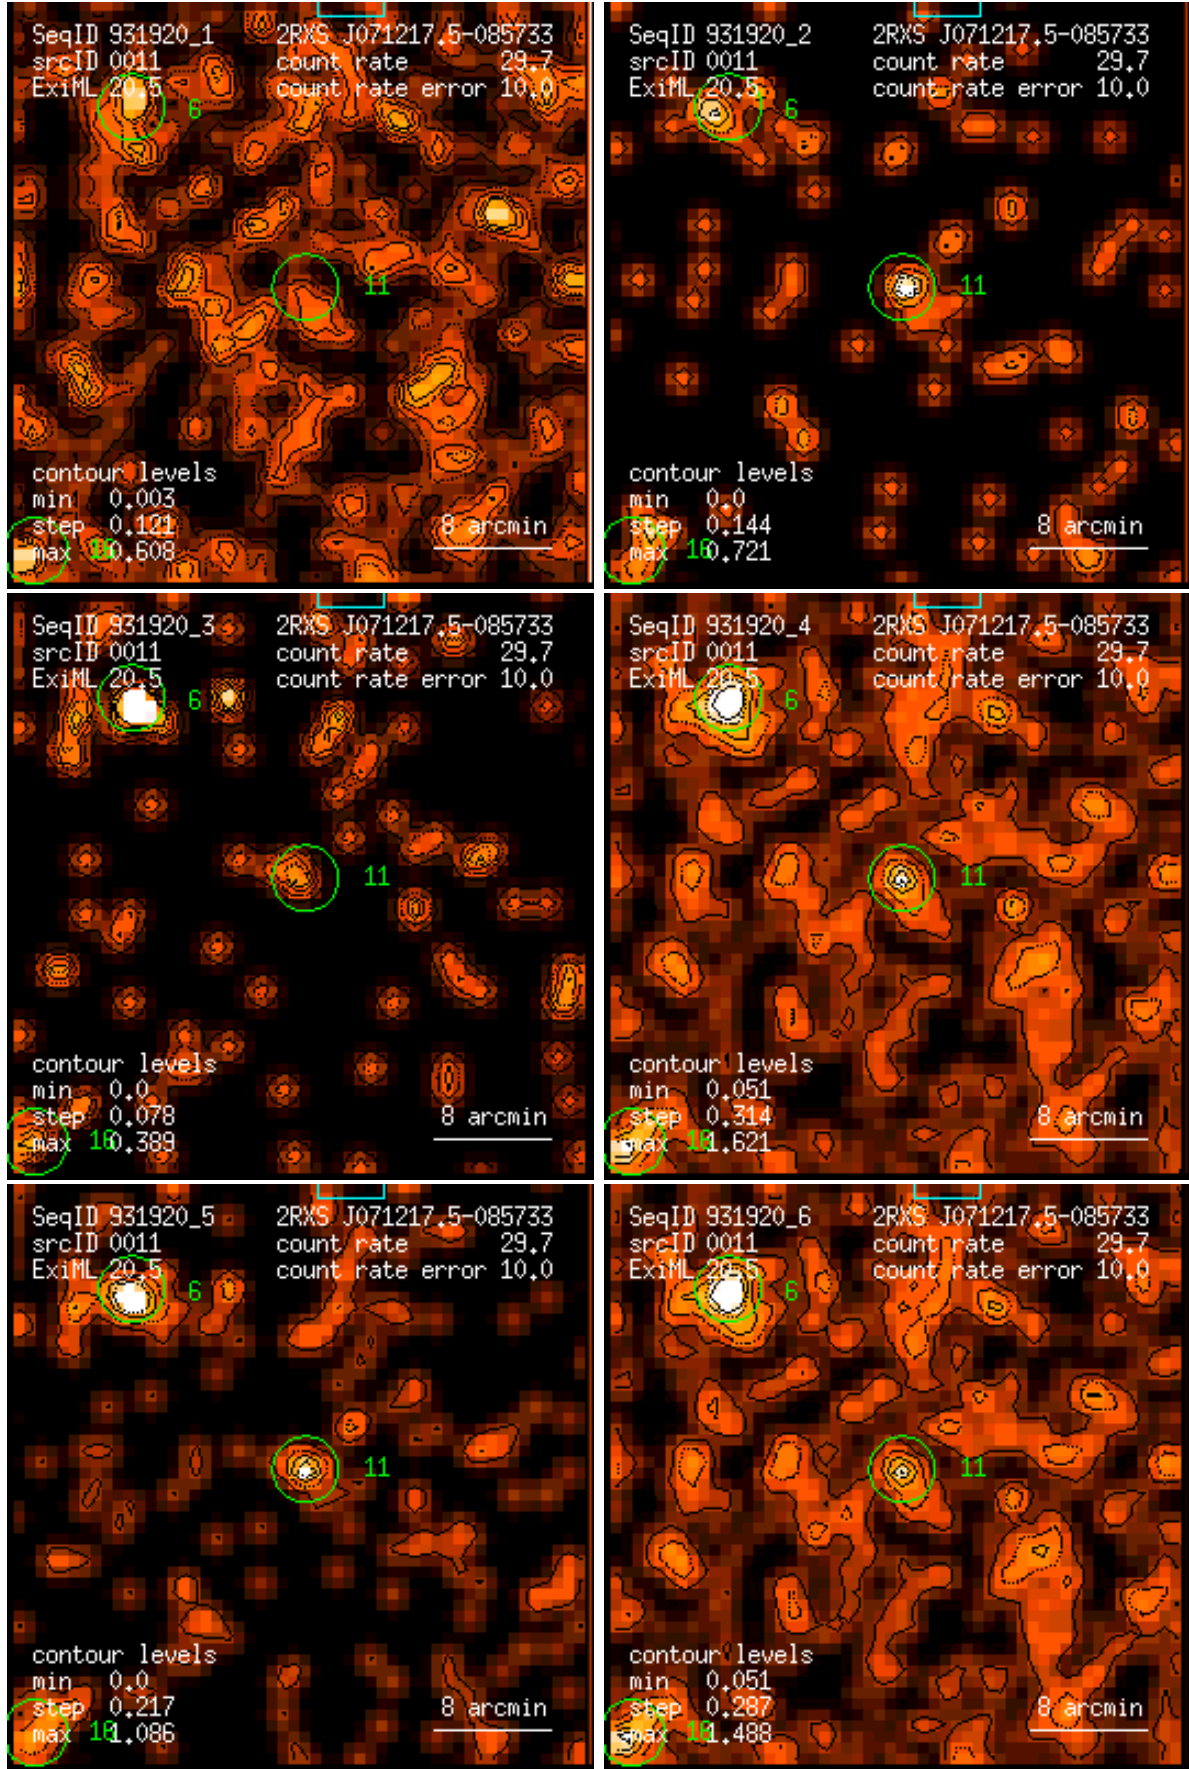 SeqID 931920_1 2RXS J071217.5-085733
srcID 0011 count rate 29.7
ExiML 20.5 count rate error 10.0
6
11
contour levels
min 0.003
step 0.121 8 arcmin
max 0.608
SeqID 931920_2 2RXS J071217.5-085733
srcID 0011 count rate 29.7
ExiML 20.5 count rate error 10.0
6
11
contour levels
min 0.0
step 0.144 8 arcmin
max 0.721
SeqID 931920_3 2RXS J071217.5-085733
srcID 0011 count rate 29.7
ExiML 20.5 count rate error 10.0
6
11
contour levels
min 0.0
step 0.078 8 arcmin
max 0.389
SeqID 931920_4 2RXS J071217.5-085733
srcID 0011 count rate 29.7
ExiML 20.5 count rate error 10.0
6
11
contour levels
min 0.051
step 0.314 8 arcmin
max 1.621
SeqID 931920_5 2RXS J071217.5-085733
srcID 0011 count rate 29.7
ExiML 20.5 count rate error 10.0
6
11
contour levels
min 0.0
step 0.217 8 arcmin
max 1.086
SeqID 931920_6 2RXS J071217.5-085733
srcID 0011 count rate 29.7
ExiML 20.5 count rate error 10.0
6
11
contour levels
min 0.051
step 0.287 8 arcmin
max 1.488